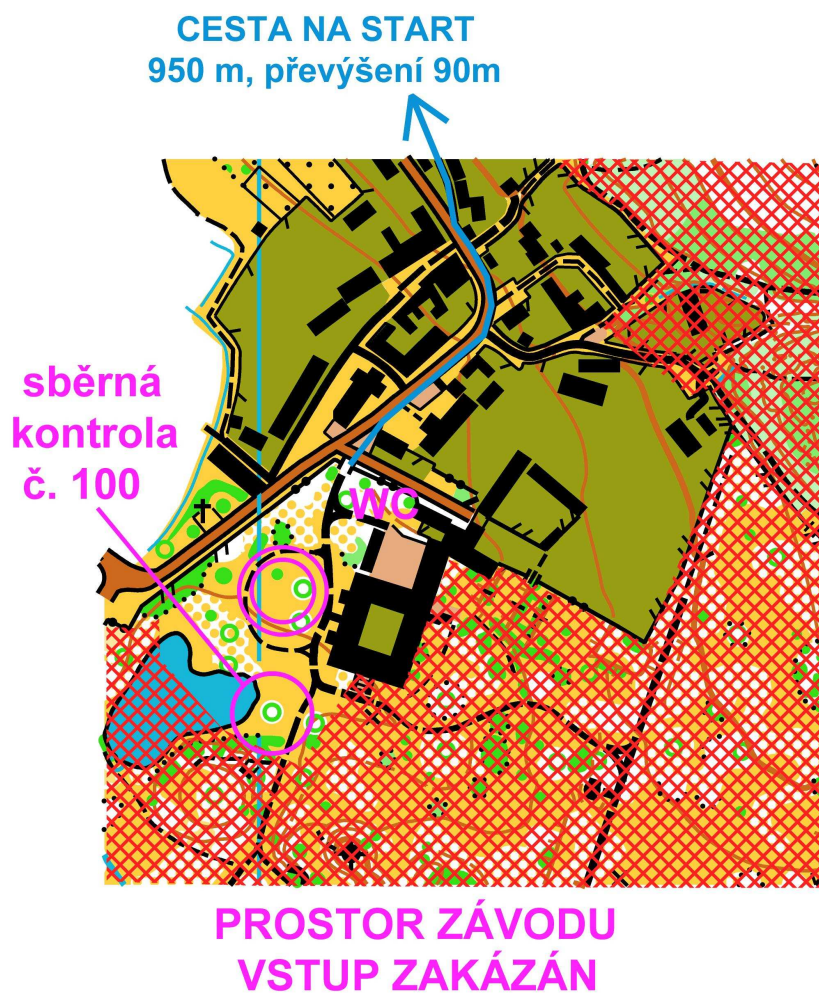 CESTA NA START
950 m, převýšení 90m
sběrná
kontrola
č. 100
WC
PROSTOR ZÁVODU
VSTUP ZAKÁZÁN